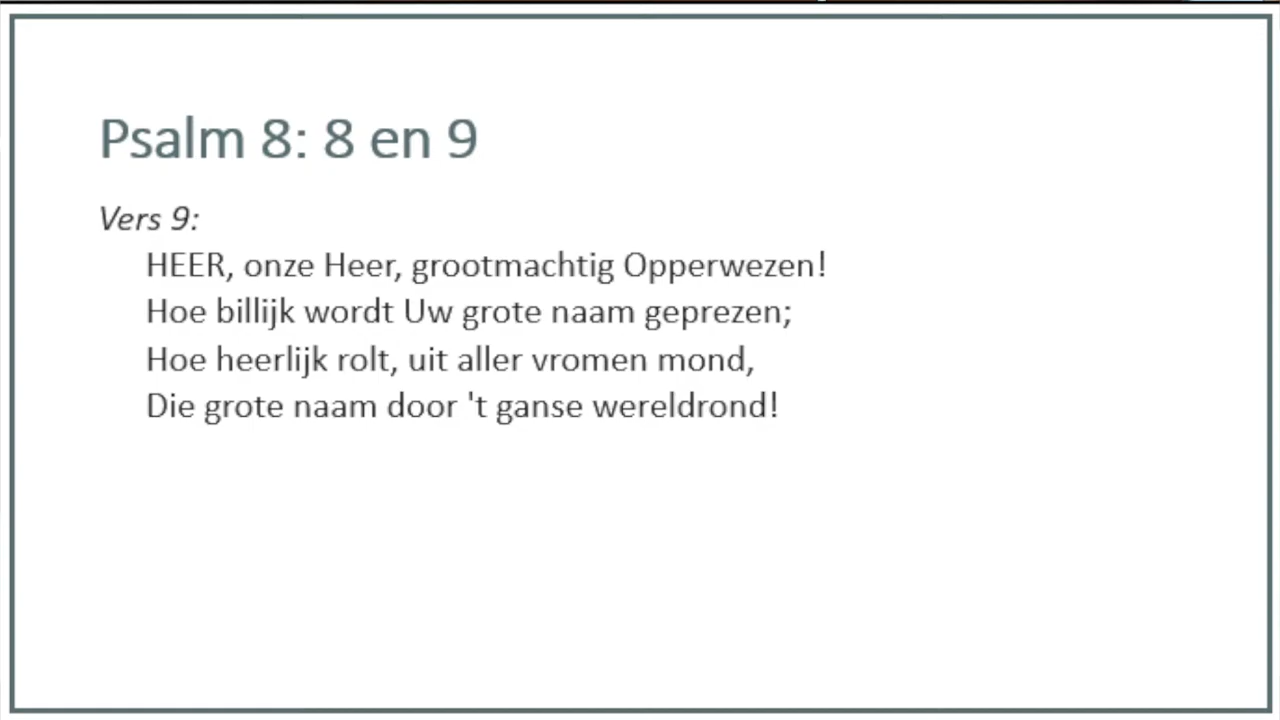 Psalm 8: 8 en 9
Vers 9:
HEER, onze Heer, grootmachtig Opperwezen!
Hoe billijk wordt Uw grote naam geprezen;
Hoe heerlijk rolt, uit aller vromen mond,
Die grote naam door 't ganse wereldrond!